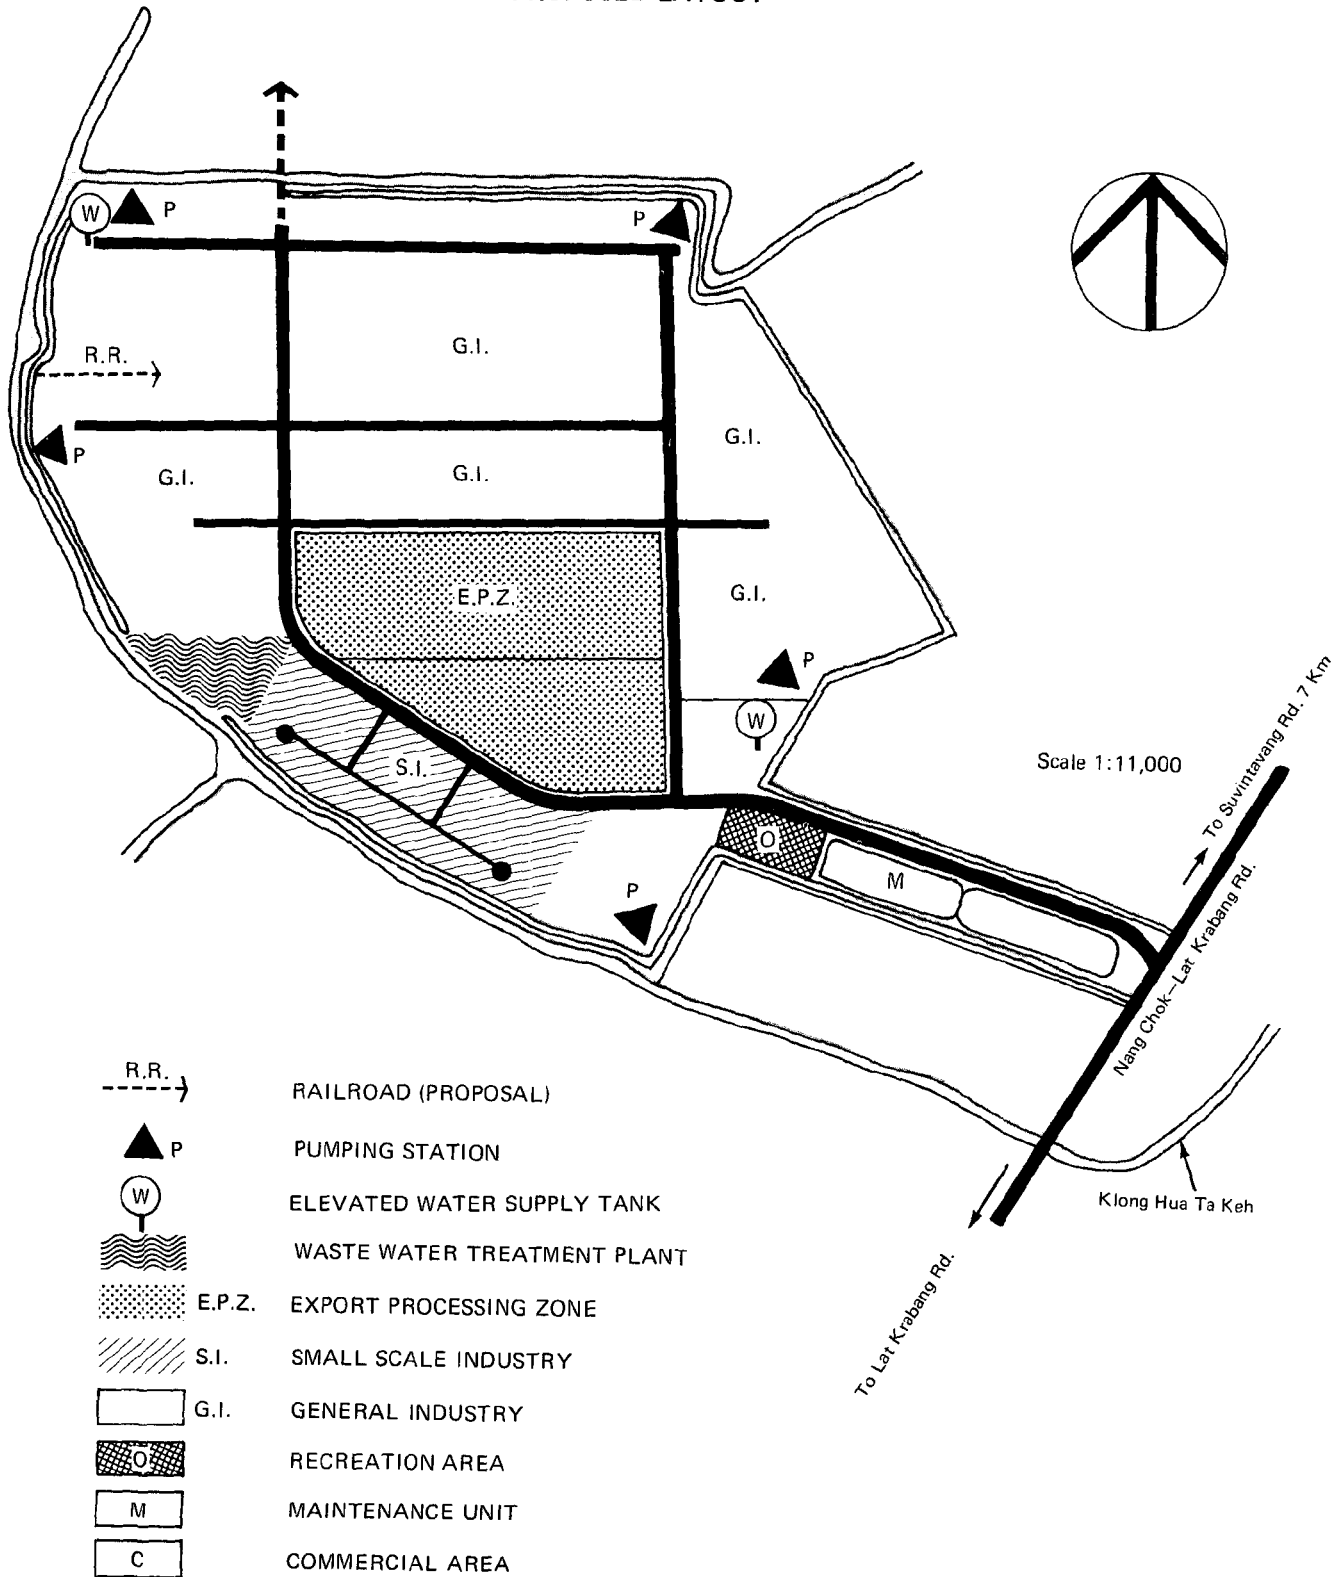 W
P
P
G.I.
R.R.
G.I.
P
G.I.
G.I.
E.P.Z.
G.I.
P
W
S.I.
Scale 1:11,000
To Suvintavang Rd. 7 Km
O
M
P
Nang Chok-Lat Krabang Rd.
Klong Hua Ta Keh
To Lat Krabang Rd.
R.R. RAILROAD (PROPOSAL)
P PUMPING STATION
W ELEVATED WATER SUPPLY TANK
WASTE WATER TREATMENT PLANT
E.P.Z. EXPORT PROCESSING ZONE
S.I. SMALL SCALE INDUSTRY
G.I. GENERAL INDUSTRY
O RECREATION AREA
M MAINTENANCE UNIT
C COMMERCIAL AREA